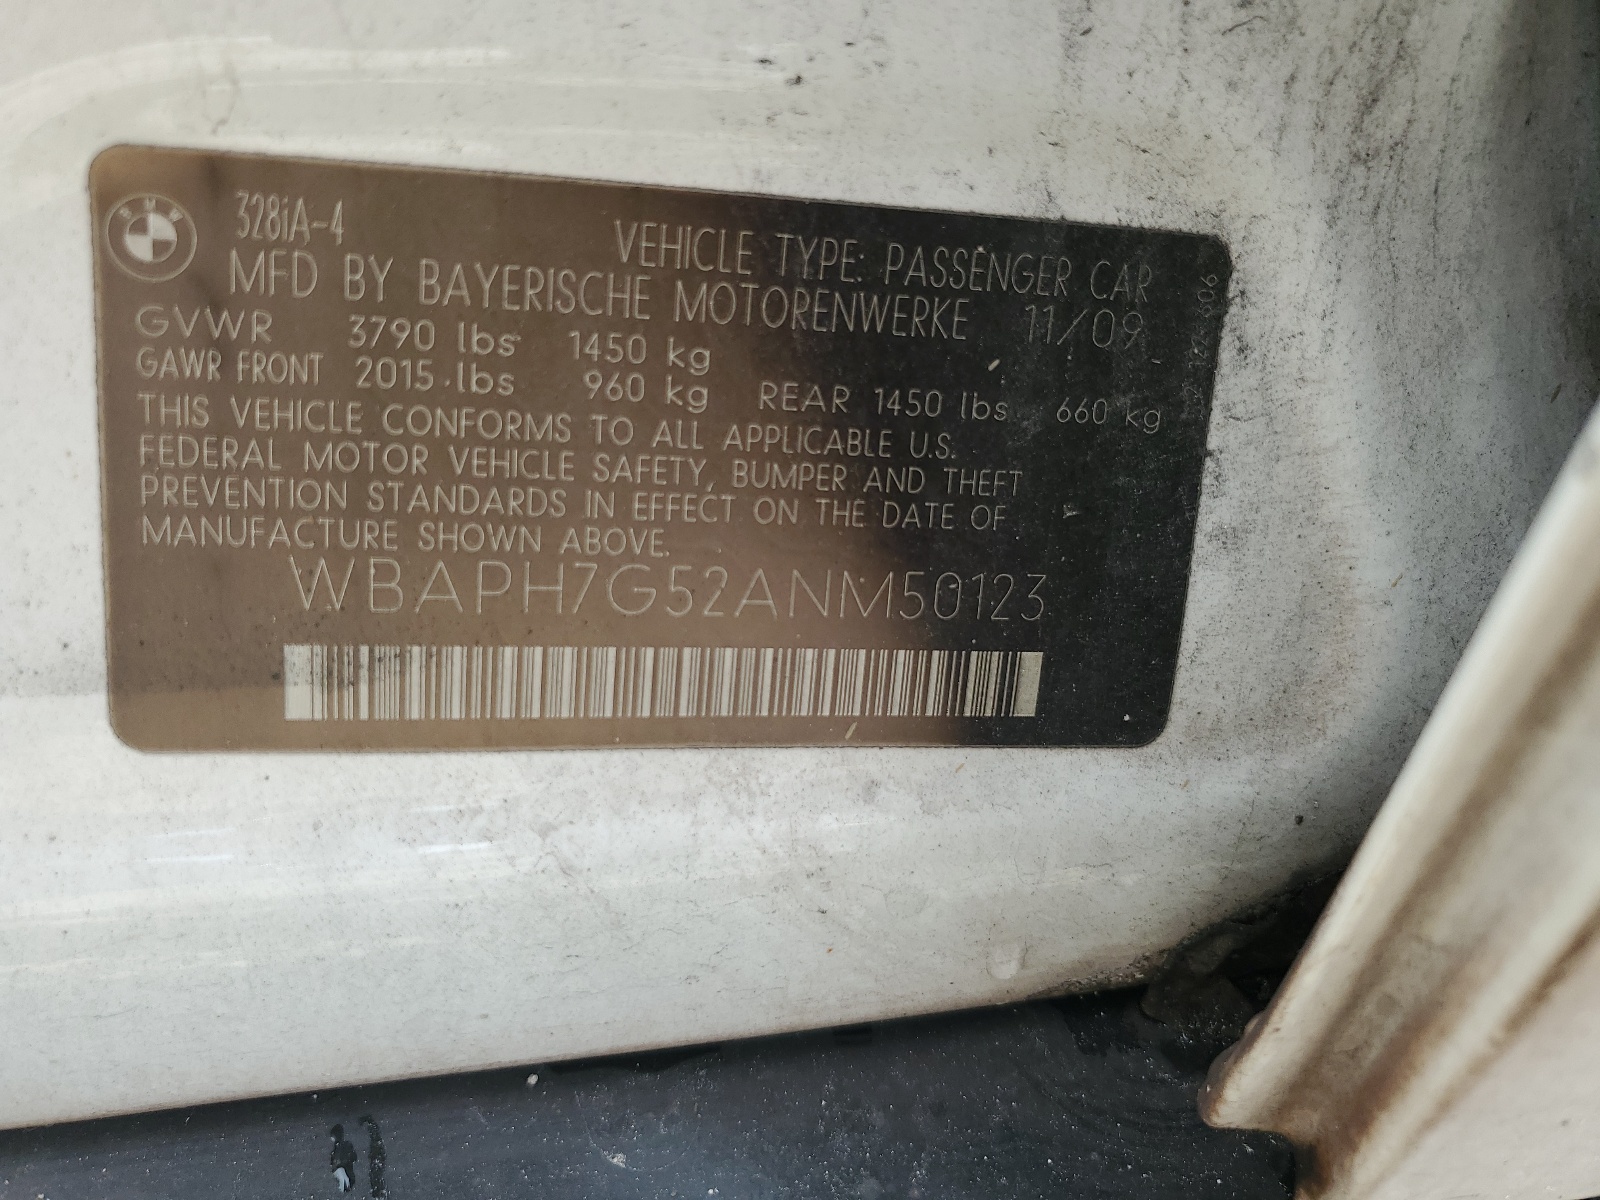 BMW
328iA-4
VEHICLE TYPE: PASSENGER CAR
MFD BY BAYERISCHE MOTORENWERKE 11/09
GVWR 3790 lbs 1450 kg
GAWR FRONT 2015 lbs 960 kg REAR 1450 lbs 660 kg
THIS VEHICLE CONFORMS TO ALL APPLICABLE U.S.
FEDERAL MOTOR VEHICLE SAFETY, BUMPER AND THEFT
PREVENTION STANDARDS IN EFFECT ON THE DATE OF
MANUFACTURE SHOWN ABOVE.
WBAPH7G52ANM50123